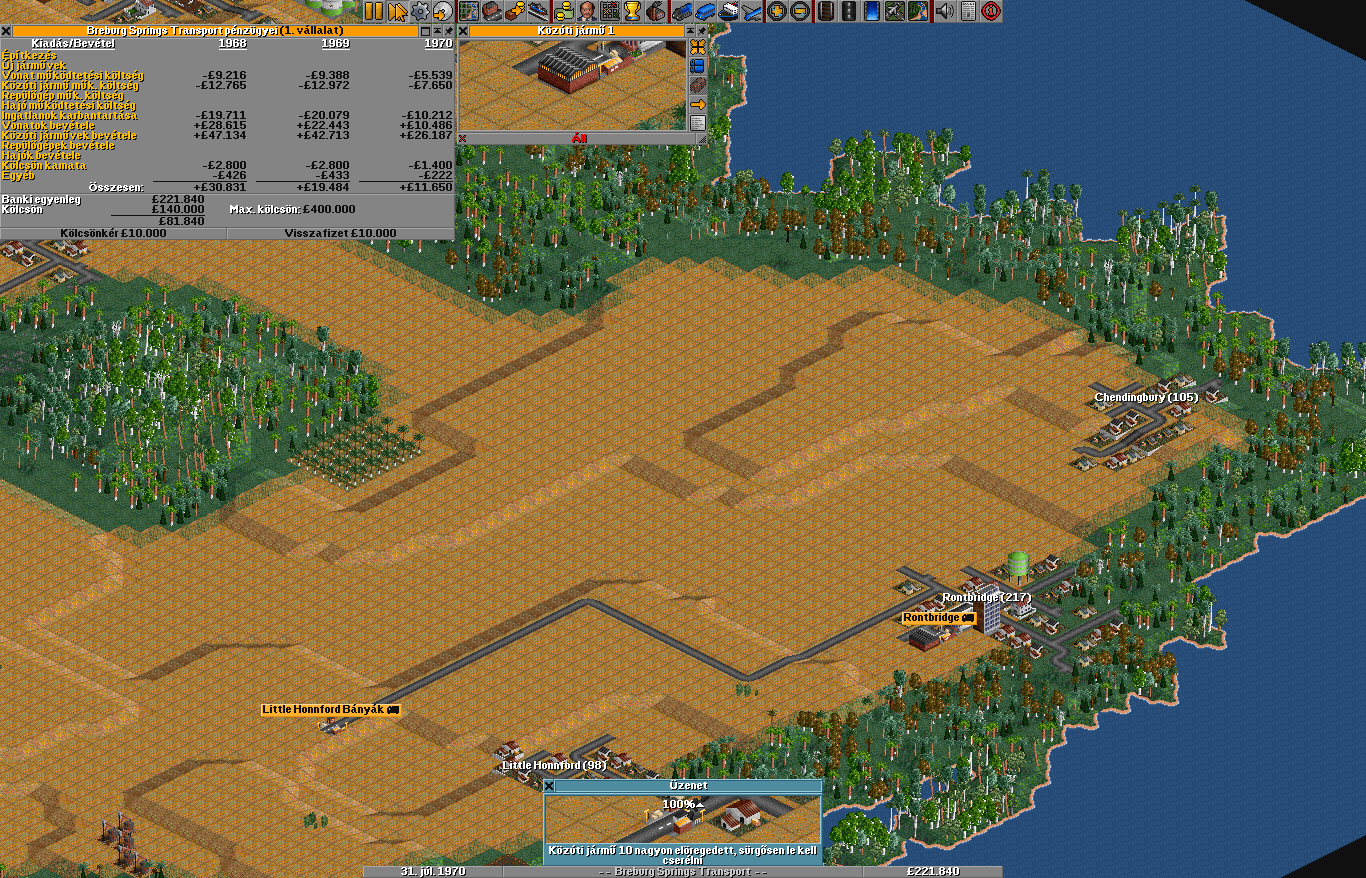 Breburg Springs Transport pénzügyei (1. vállalat)
Kiadás/Bevétel 1968 1969 1970
Építkezés
Új járművek
Vonat működtetési költség -£9.216 -£9.388 -£5.539
Közúti jármű műk. költség -£12.765 -£12.972 -£7.650
Repülőgép műk. költség
Hajó működtetési költség
Ingatlanok karbantartása -£19.711 -£20.079 -£10.212
Vonatok bevétele +£28.615 +£22.443 +£10.486
Közúti járművek bevétele +£47.134 +£42.713 +£26.187
Repülőgépek bevétele
Hajók bevétele
Kölcsön kamata -£2.800 -£2.800 -£1.400
Egyéb -£426 -£433 -£222
Összesen: +£30.831 +£19.484 +£11.650
Banki egyenleg £221.840
Kölcsön £140.000 Max. kölcsön: £400.000
£81.840
Kölcsönkér £10.000 Visszafizet £10.000
Közúti jármű 1
Áll
Chendingbury (105)
Rontbridge (217)
Rontbridge
Little Honnford Bányák
Little Honnford (98)
Üzenet
100%
Közúti jármű 10 nagyon elöregedett, sürgősen le kell
cserélni
31. júl. 1970 -- Breburg Springs Transport -- £221.840